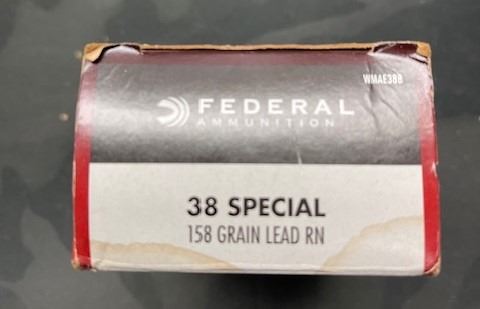 WMAE38B
FEDERAL
AMMUNITION
38 SPECIAL
158 GRAIN LEAD RN